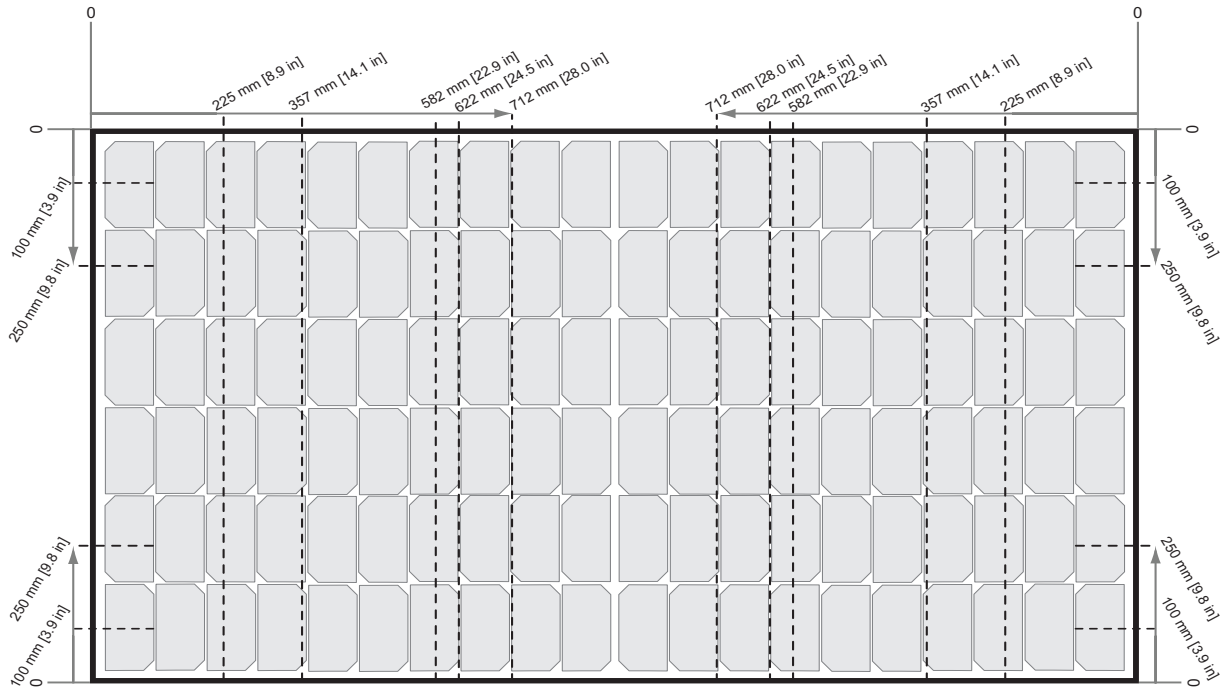 0
0
225 mm [8.9 in]
357 mm [14.1 in]
582 mm [22.9 in]
622 mm [24.5 in]
712 mm [28.0 in]
712 mm [28.0 in]
622 mm [24.5 in]
582 mm [22.9 in]
357 mm [14.1 in]
225 mm [8.9 in]
0
0
100 mm [3.9 in]
100 mm [3.9 in]
250 mm [9.8 in]
250 mm [9.8 in]
250 mm [9.8 in]
250 mm [9.8 in]
100 mm [3.9 in]
100 mm [3.9 in]
0
0